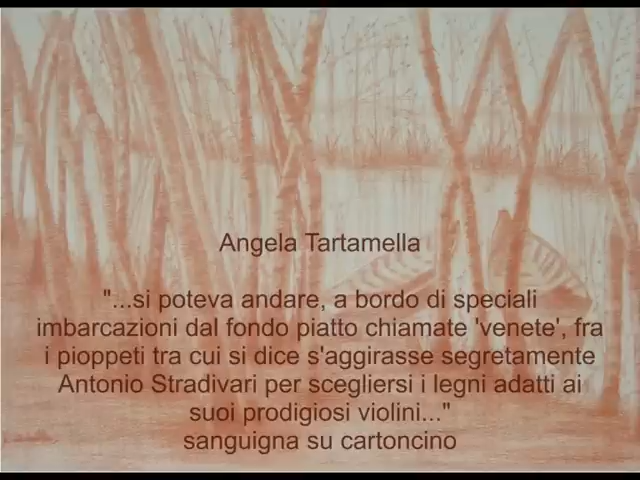 Angela Tartamella
"...si poteva andare, a bordo di speciali
imbarcazioni dal fondo piatto chiamate 'venete', fra
i pioppeti tra cui si dice s'aggirasse segretamente
Antonio Stradivari per scegliersi i legni adatti ai
suoi prodigiosi violini..."
sanguigna su cartoncino